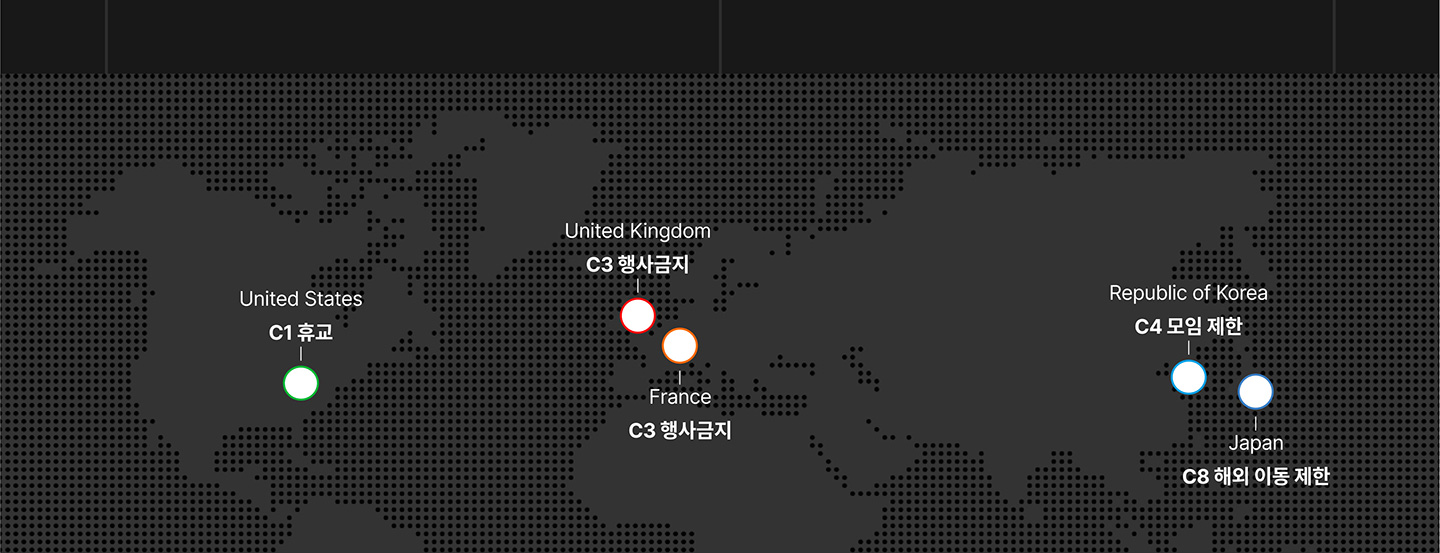 United Kingdom
C3 행사금지
United States
C1 휴교
Republic of Korea
C4 모임 제한
France
C3 행사금지
Japan
C8 해외 이동 제한